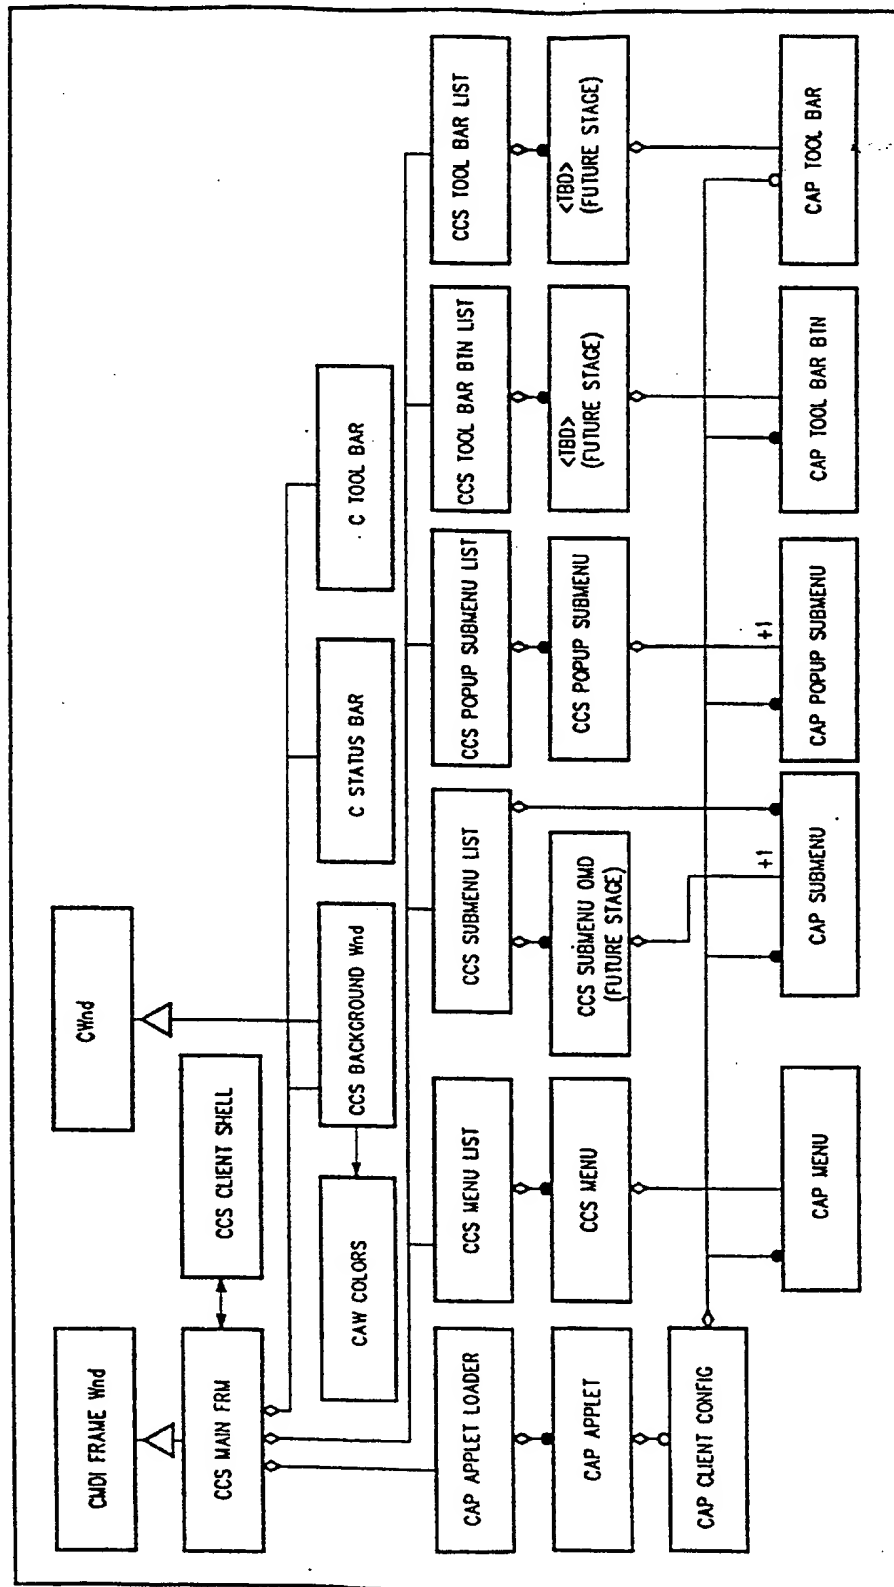 CMDI FRAME Wnd
CWnd
CCS MAIN FRM
CCS CLIENT SHELL
CAW COLORS
CCS BACKGROUND Wnd
C STATUS BAR
C TOOL BAR
CAP APPLET LOADER
CCS MENU LIST
CCS SUBMENU LIST
CCS POPUP SUBMENU LIST
CCS TOOL BAR BTN LIST
CCS TOOL BAR LIST
CAP APPLET
CCS MENU
CCS SUBMENU OMD
(FUTURE STAGE)
CCS POPUP SUBMENU
<TBD>
(FUTURE STAGE)
<TBD>
(FUTURE STAGE)
CAP CLIENT CONFIG
+1
+1
CAP MENU
CAP SUBMENU
CAP POPUP SUBMENU
CAP TOOL BAR BTN
CAP TOOL BAR